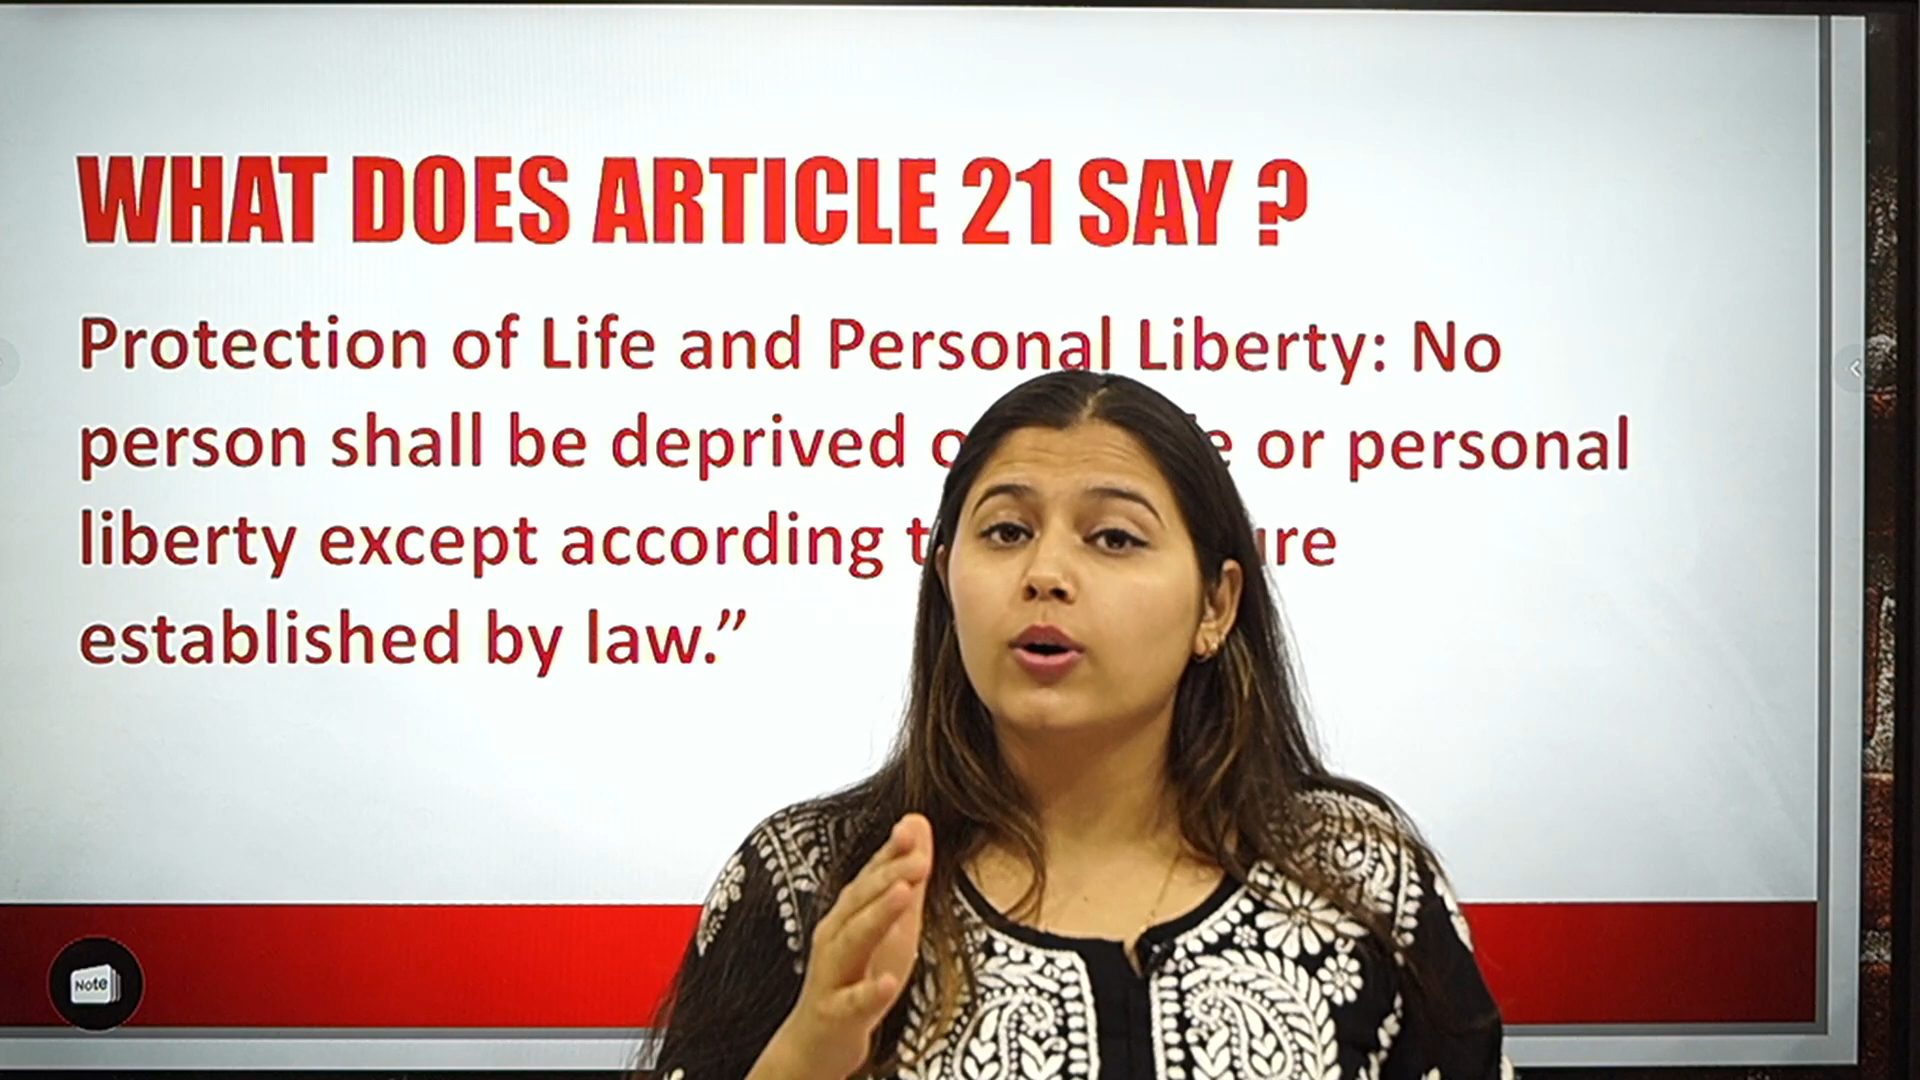 WHAT DOES ARTICLE 21 SAY ?
Protection of Life and Personal Liberty: No
person shall be deprived or personal
liberty except according
established by law.”
Note